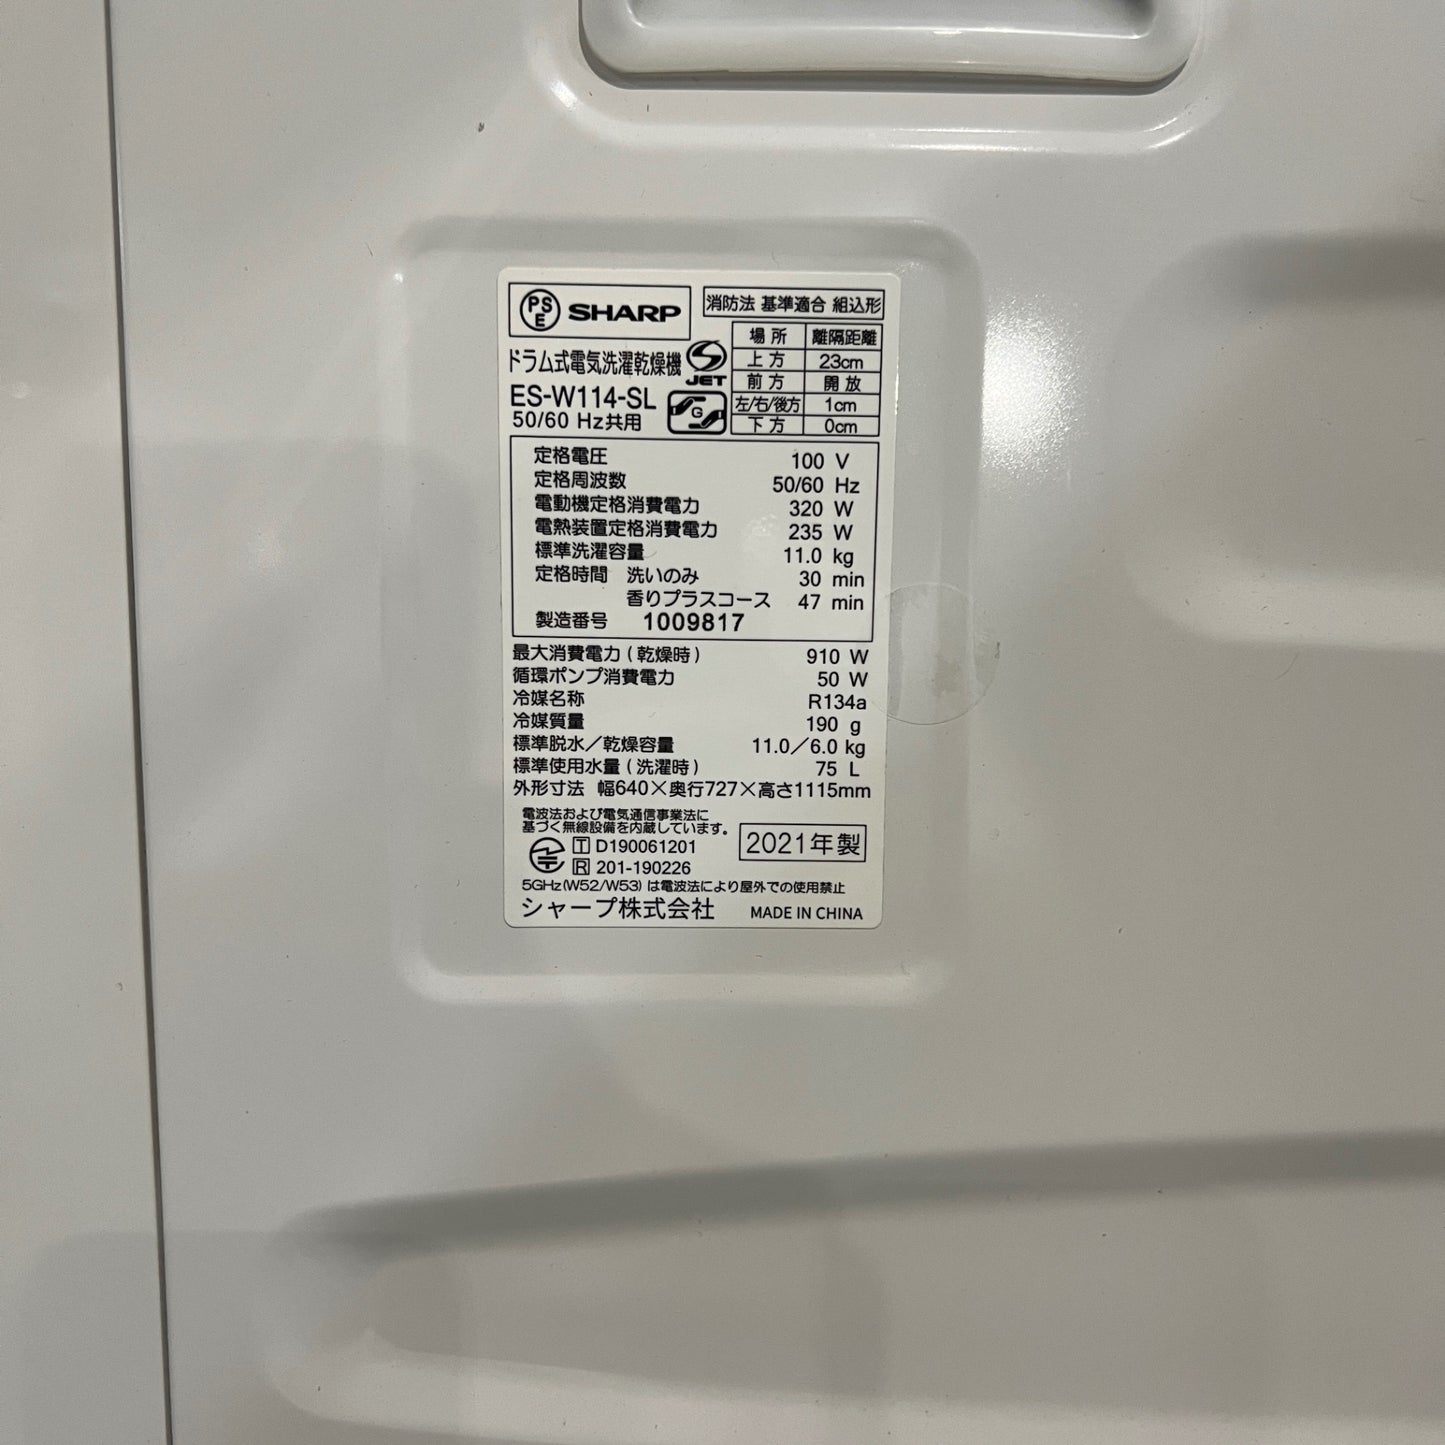 PSE SHARP
消防法 基準適合 組込形
ドラム式電気洗濯乾燥機
JET
ES-W114-SL
50/60 Hz共用
G
場所 離隔距離
上方 23cm
前方 開放
左/右/後方 1cm
下方 0cm
定格電圧 100 V
定格周波数 50/60 Hz
電動機定格消費電力 320 W
電熱装置定格消費電力 235 W
標準洗濯容量 11.0 kg
定格時間 洗いのみ 30 min
香りプラスコース 47 min
製造番号 1009817
最大消費電力(乾燥時) 910 W
循環ポンプ消費電力 50 W
冷媒名称 R134a
冷媒質量 190 g
標準脱水/乾燥容量 11.0/6.0 kg
標準使用水量(洗濯時) 75 L
外形寸法 幅640×奥行727×高さ1115mm
電波法および電気通信事業法に
基づく無線設備を内蔵しています。
T D190061201
R 201-190226
2021年製
5GHz(W52/W53)は電波法により屋外での使用禁止
シャープ株式会社 MADE IN CHINA